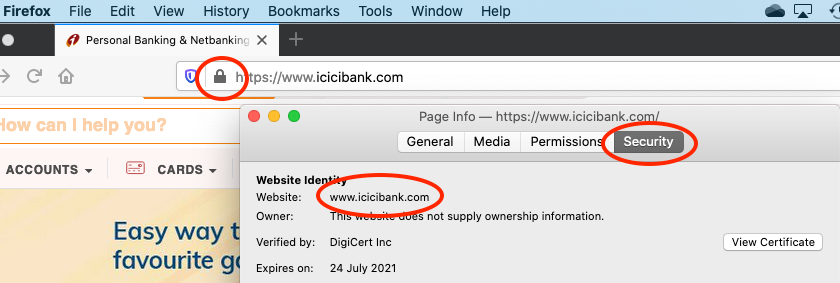 Firefox File Edit View History Bookmarks Tools Window Help
Personal Banking & Netbanking
https://www.icicibank.com
How can I help you?
Page Info — https://www.icicibank.com/
General Media Permissions Security
ACCOUNTS CARDS
Website Identity
Website: www.icicibank.com
Owner: This website does not supply ownership information.
Easy way t
favourite g
Verified by: DigiCert Inc View Certificate
Expires on: 24 July 2021